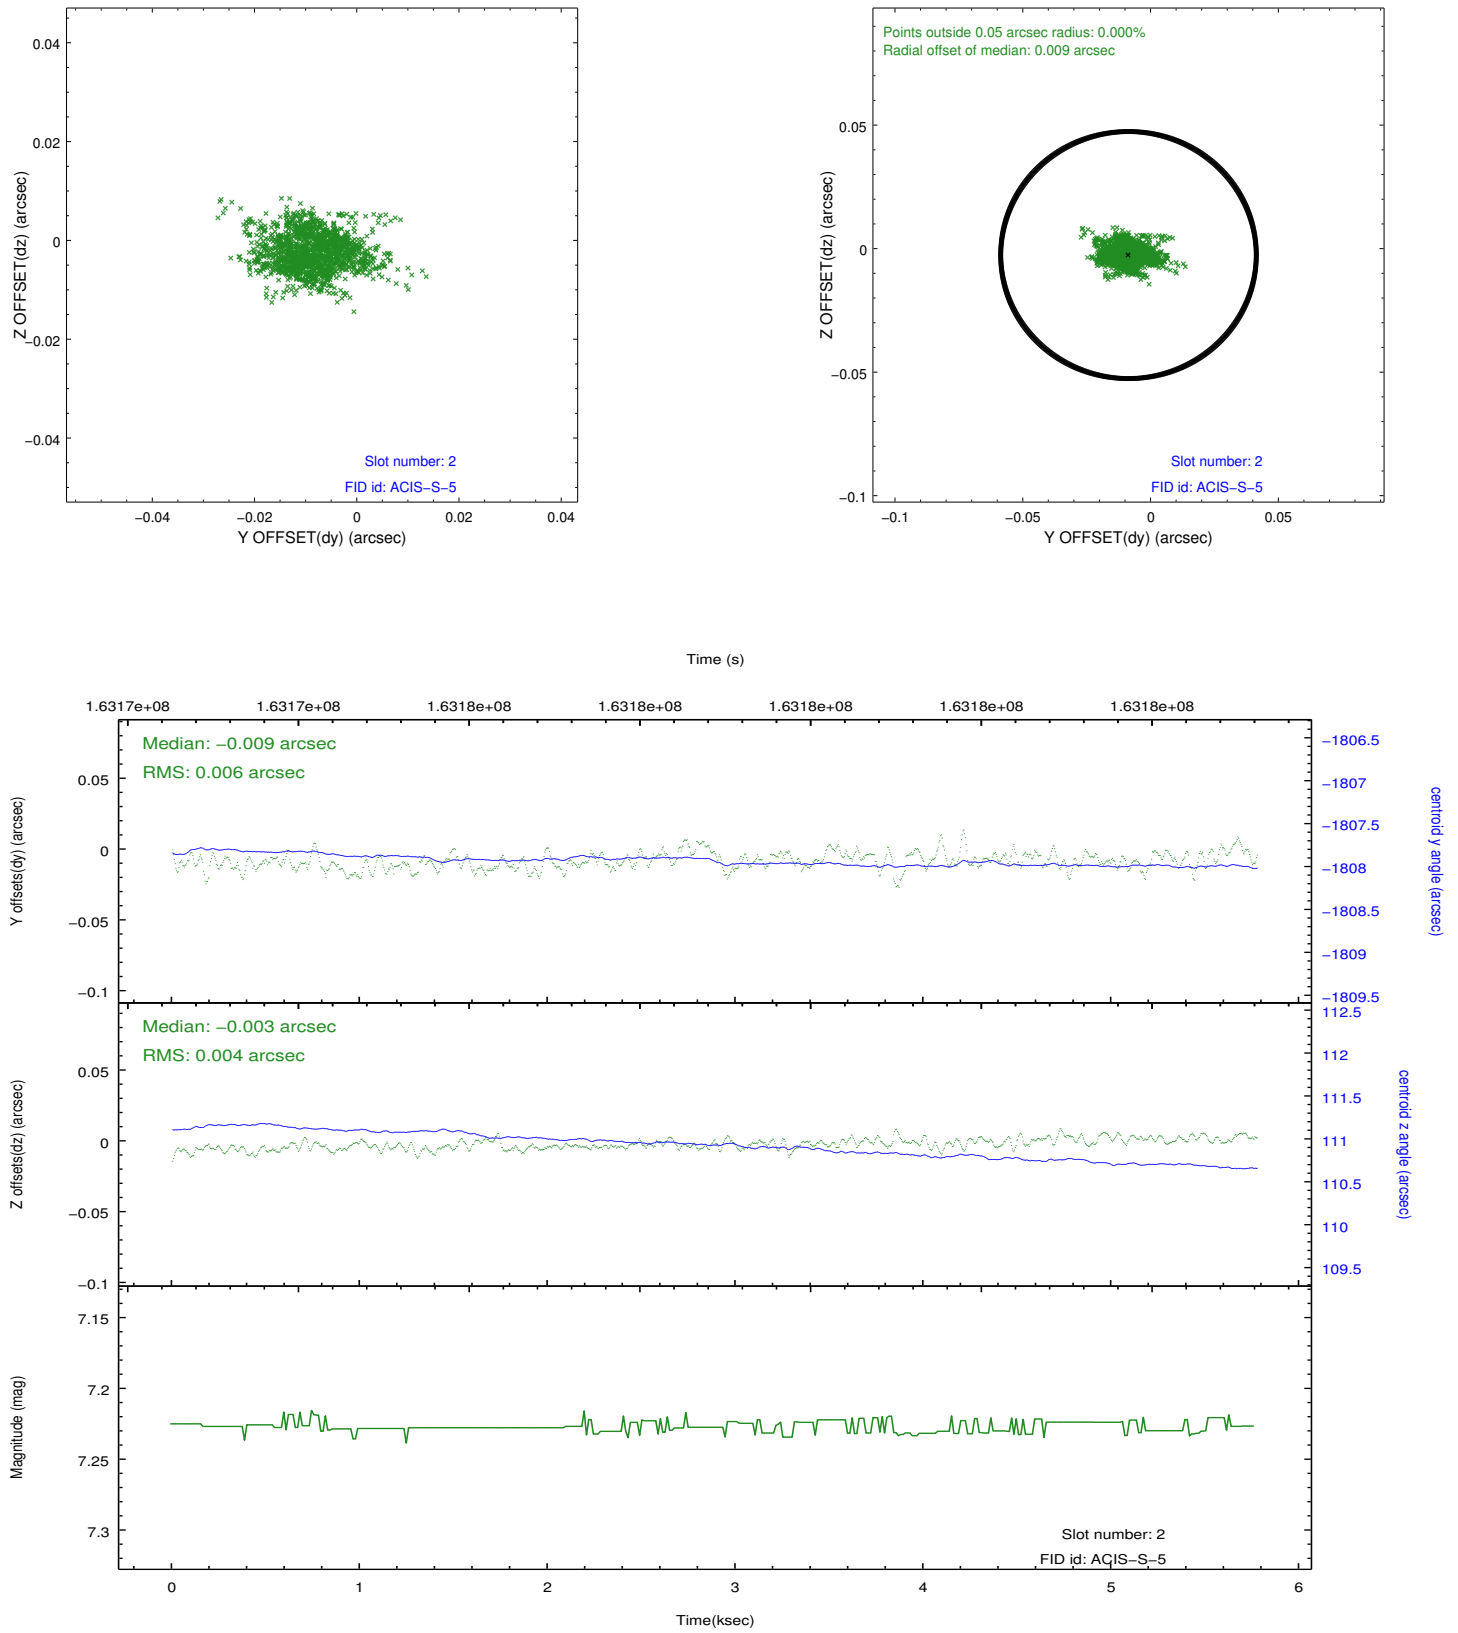 0.04
0.02
0
−0.02
−0.04
Z OFFSET(dz) (arcsec)
Slot number: 2
FID id: ACIS−S−5
−0.04
−0.02
0
0.02
0.04
Y OFFSET(dy) (arcsec)
Points outside 0.05 arcsec radius: 0.000%
Radial offset of median: 0.009 arcsec
0.05
0
−0.05
−0.1
Z OFFSET(dz) (arcsec)
Slot number: 2
FID id: ACIS−S−5
−0.1
−0.05
0
0.05
Y OFFSET(dy) (arcsec)
Time (s)
1.6317e+08
1.6317e+08
1.6318e+08
1.6318e+08
1.6318e+08
1.6318e+08
1.6318e+08
Median: −0.009 arcsec
RMS: 0.006 arcsec
0.05
0
−0.05
−0.1
Y offsets(dy) (arcsec)
−1806.5
−1807
−1807.5
−1808
−1808.5
−1809
−1809.5
centroid y angle (arcsec)
Median: −0.003 arcsec
RMS: 0.004 arcsec
0.05
0
−0.05
−0.1
Z offsets(dz) (arcsec)
112.5
112
111.5
111
110.5
110
109.5
centroid z angle (arcsec)
7.15
7.2
7.25
7.3
Magnitude (mag)
Slot number: 2
FID id: ACIS−S−5
0
1
2
3
4
5
6
Time(ksec)